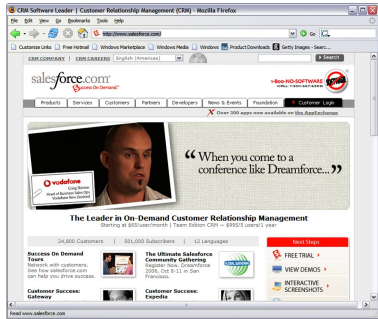 CRM Software Leader | Customer Relationship Management (CRM) - Mozilla Firefox
File Edit View Go Bookmarks Tools Help
http://www.salesforce.com/
Go
Customize Links Free Hotmail Windows Marketplace Windows Media Windows Product Downloads Getty Images - Searc...
CRM COMPANY | CRM CAREERS English (Americas) Search
salesforce.com
Success On Demand
1-800-NO-SOFTWARE
Products Services Customers Partners Developers News & Events Foundation Customer Login
Over 300 apps now available on the AppExchange
vodafone
Head of Business Sales Ops
Vodafone New Zealand
“When you come to a
conference like Dreamforce...”
The Leader in On-Demand Customer Relationship Management
Starting at $65/user/month | Team Edition CRM — $995/5 users/1 year
24,800 Customers | 501,000 Subscribers | 12 Languages
Next Steps
Success On Demand
Tours
Network with customers.
See how salesforce.com
can help you drive success.
The Ultimate Salesforce
Community Gathering
Register Now. Dreamforce
2006, Oct 8-11 in San
Francisco.
FREE TRIAL
VIEW DEMOS
INTERACTIVE
SCREENSHOTS
Customer Success:
Gateway
Customer Success:
Expedia
Read www.salesforce.com